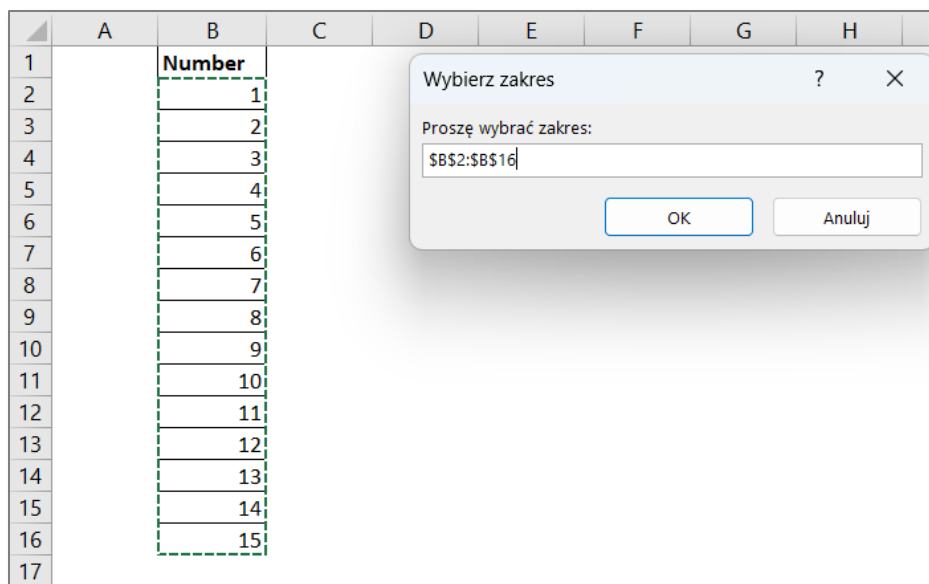 A B C D E F G H
1 Number
2 1
3 2
4 3
5 4
6 5
7 6
8 7
9 8
10 9
11 10
12 11
13 12
14 13
15 14
16 15
17
Wybierz zakres ? ×
Proszę wybrać zakres:
$B$2:$B$16
OK Anuluj